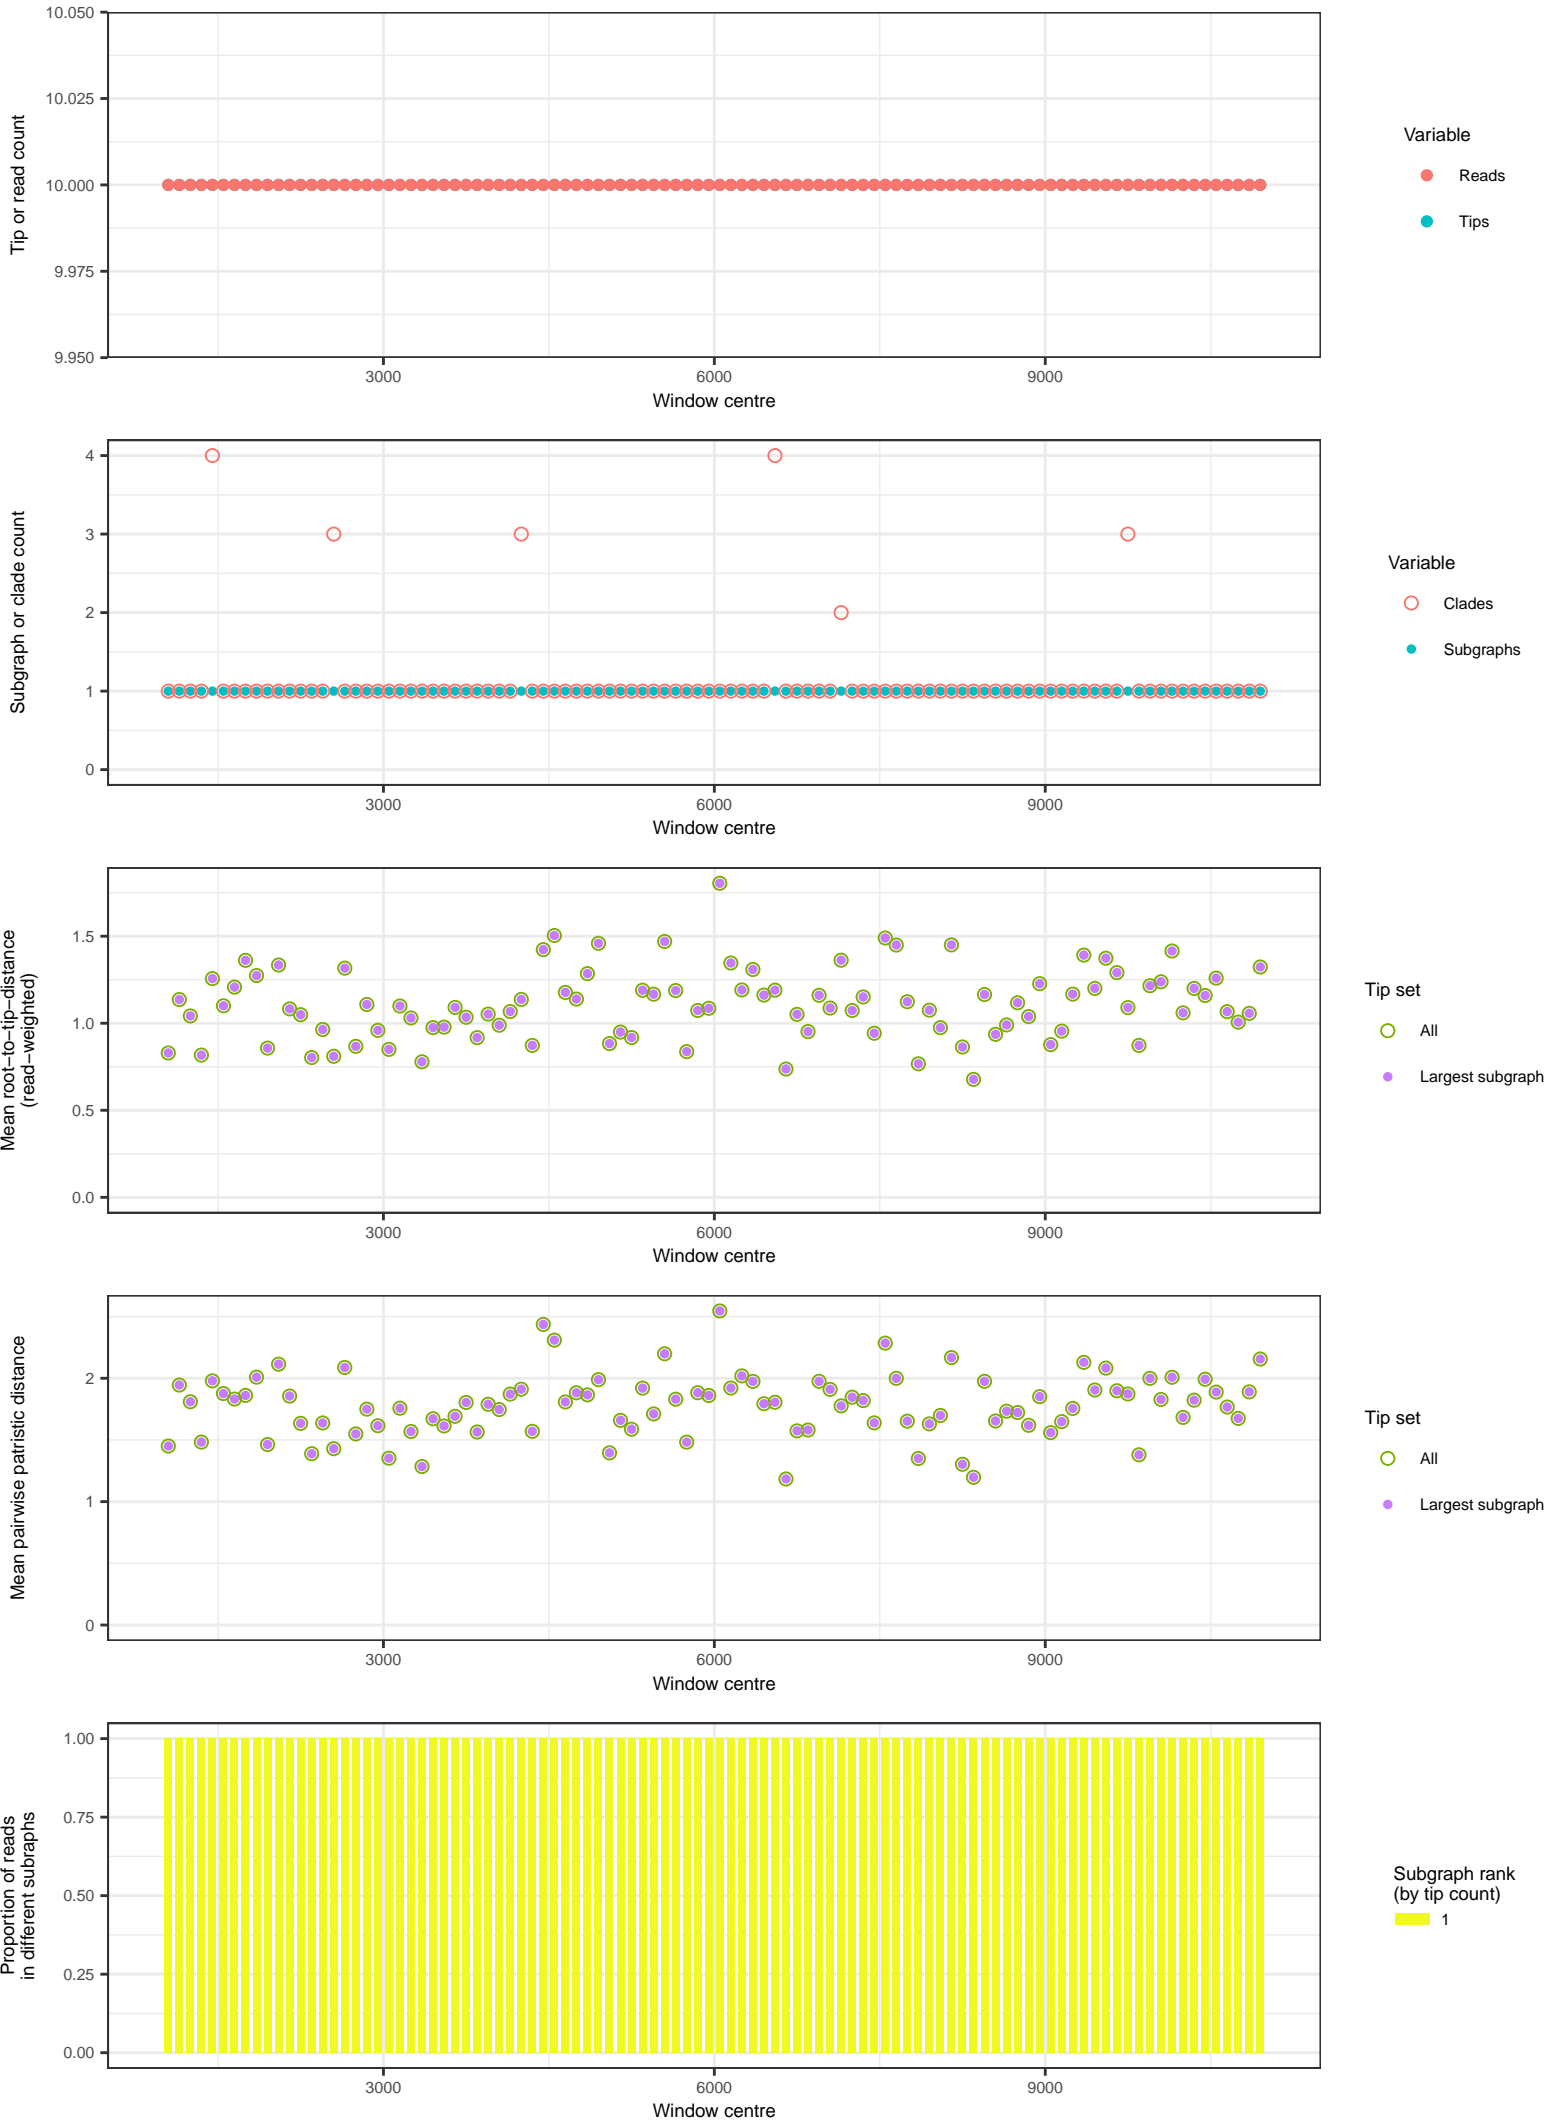 10.050
10.025
10.000
9.975
9.950
Tip or read count
3000
6000
9000
Window centre
Variable
Reads
Tips
4
3
2
1
0
Subgraph or clade count
3000
6000
9000
Window centre
Variable
Clades
Subgraphs
1.5
1.0
0.5
0.0
Mean root−to−tip−distance
(read−weighted)
3000
6000
9000
Window centre
Tip set
All
Largest subgraph
2
1
0
Mean pairwise patristic distance
3000
6000
9000
Window centre
Tip set
All
Largest subgraph
1.00
0.75
0.50
0.25
0.00
Proportion of reads
in different subraphs
3000
6000
9000
Window centre
Subgraph rank
(by tip count)
1